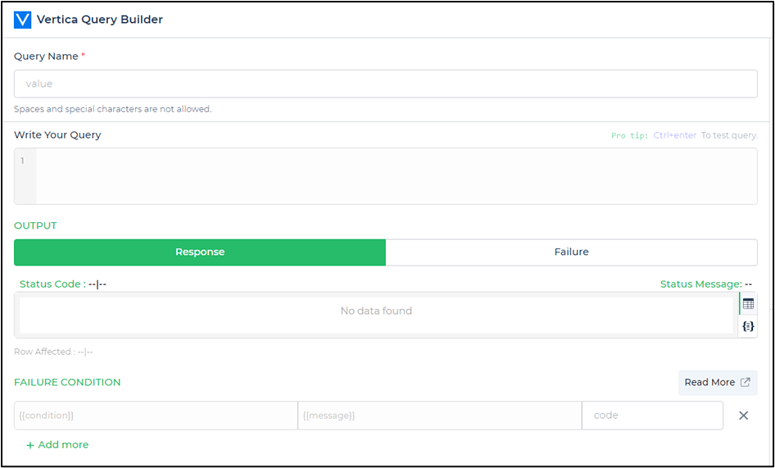 Vertica Query Builder
Query Name *
value
Spaces and special characters are not allowed.
Write Your Query
Pro tip: Ctrl+enter To test query.
1
OUTPUT
Response Failure
Status Code : --|-- Status Message: --
No data found
Row Affected : --|--
FAILURE CONDITION Read More
{{condition}} {{message}} code
+ Add more